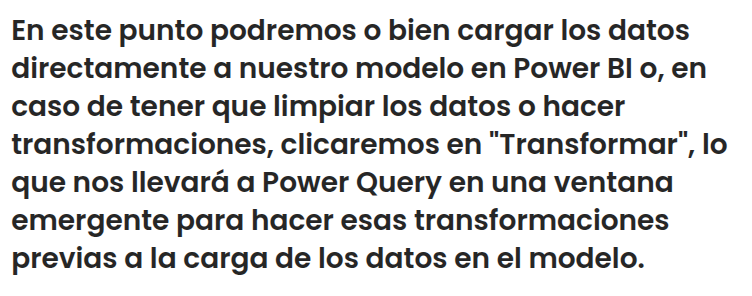 En este punto podremos o bien cargar los datos
directamente a nuestro modelo en Power BI o, en
caso de tener que limpiar los datos o hacer
transformaciones, clicaremos en "Transformar", lo
que nos llevará a Power Query en una ventana
emergente para hacer esas transformaciones
previas a la carga de los datos en el modelo.